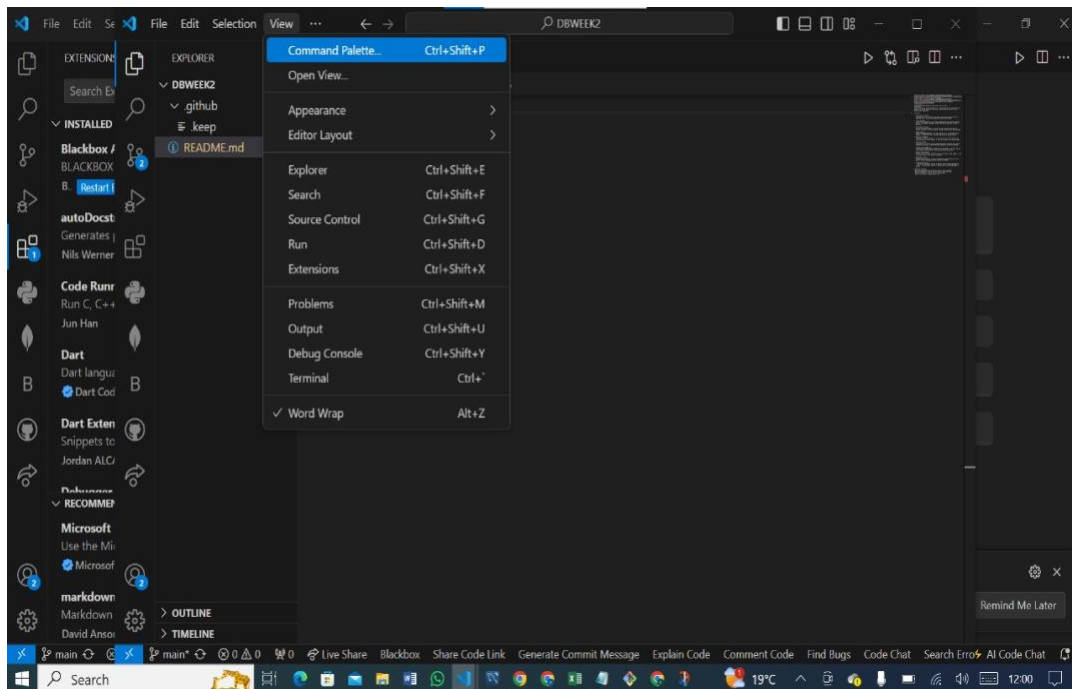 File Edit Se
File Edit Selection View ··· DBWEEK2
EXTENSIONS
Search Ex
INSTALLED
Blackbox A
BLACKBOX
B.. Restart E
autoDocst
Generates
Nils Werner
Code Runr
Run C, C++
Jun Han
Dart
Dart langua
Dart Cod
Dart Exten
Snippets to
Jordan ALCA
Debugger
RECOMMEN
Microsoft
Use the Mi
Microsof
markdown
Markdown
David Anso
EXPLORER
DBWEEK2
.github
.keep
README.md
OUTLINE
TIMELINE
Command Palette... Ctrl+Shift+P
Open View...
Appearance
Editor Layout
Explorer Ctrl+Shift+E
Search Ctrl+Shift+F
Source Control Ctrl+Shift+G
Run Ctrl+Shift+D
Extensions Ctrl+Shift+X
Problems Ctrl+Shift+M
Output Ctrl+Shift+U
Debug Console Ctrl+Shift+Y
Terminal Ctrl+`
Word Wrap Alt+Z
Remind Me Later
main main* 0 0 0 Live Share Blackbox Share Code Link Generate Commit Message Explain Code Comment Code Find Bugs Code Chat Search Erro AI Code Chat
Search 19°C 12:00